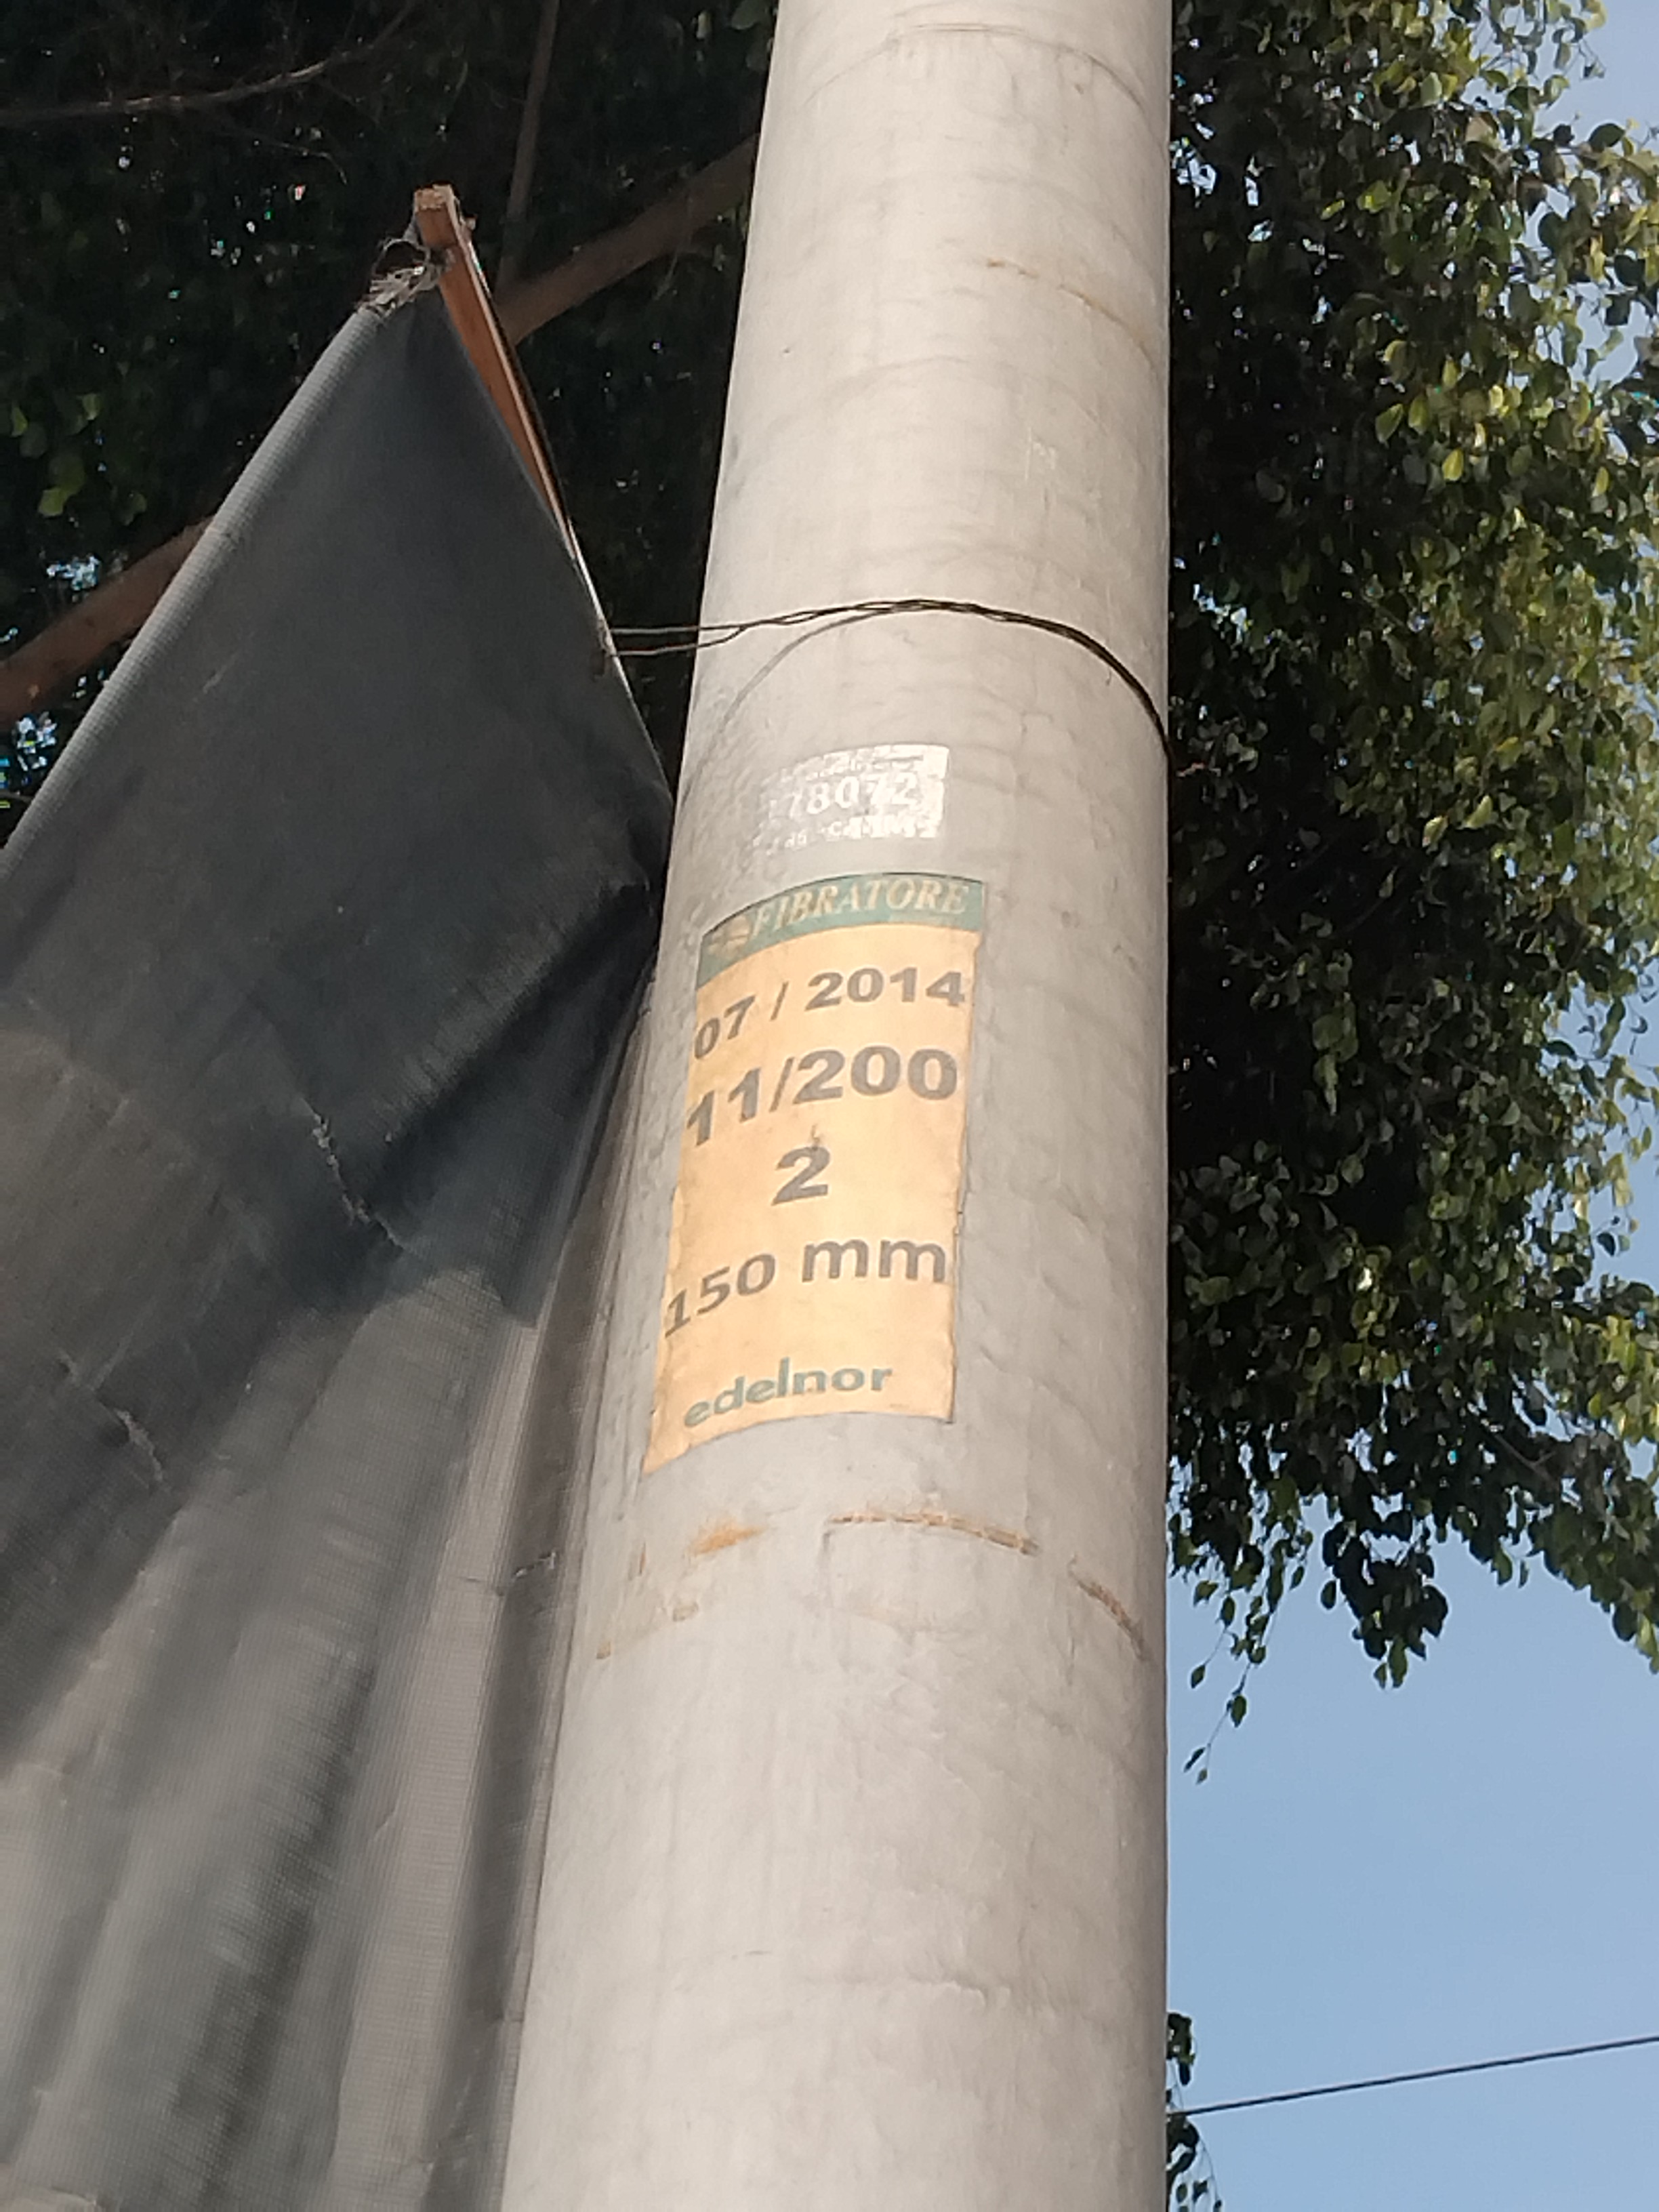 78072
FIBRATORE
07 / 2014
11/200
2
150 mm
edelnor